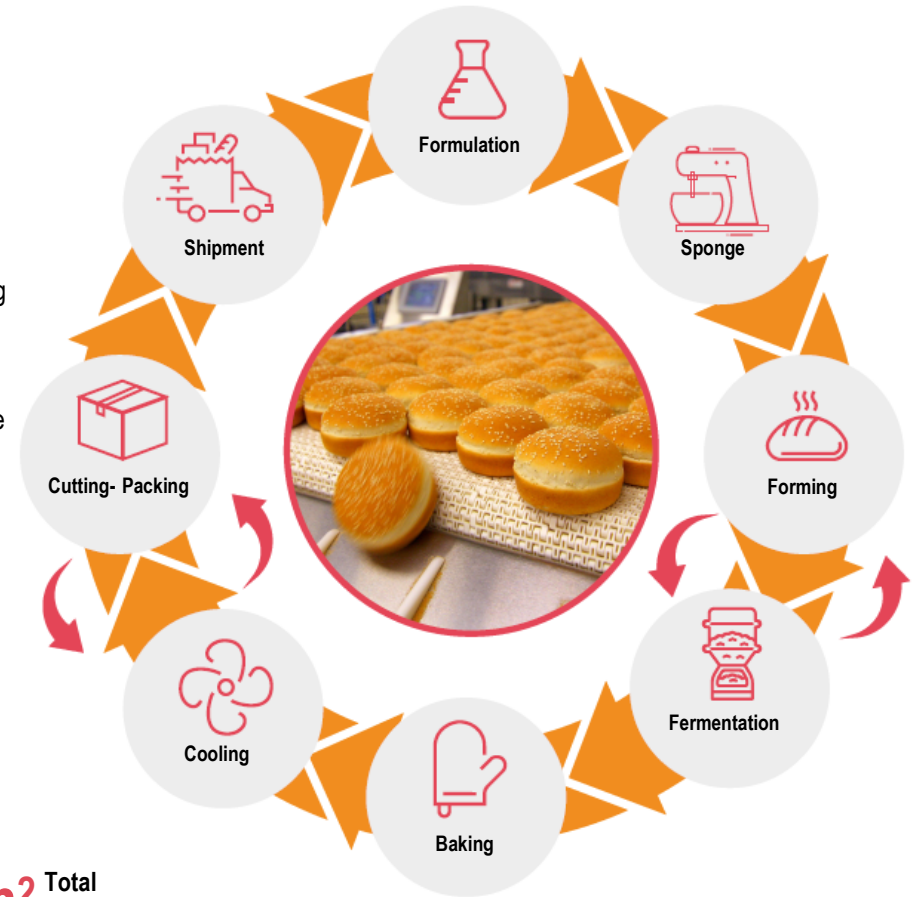 Formulation
Sponge
Forming
Fermentation
Baking
Cooling
Cutting- Packing
Shipment
Total